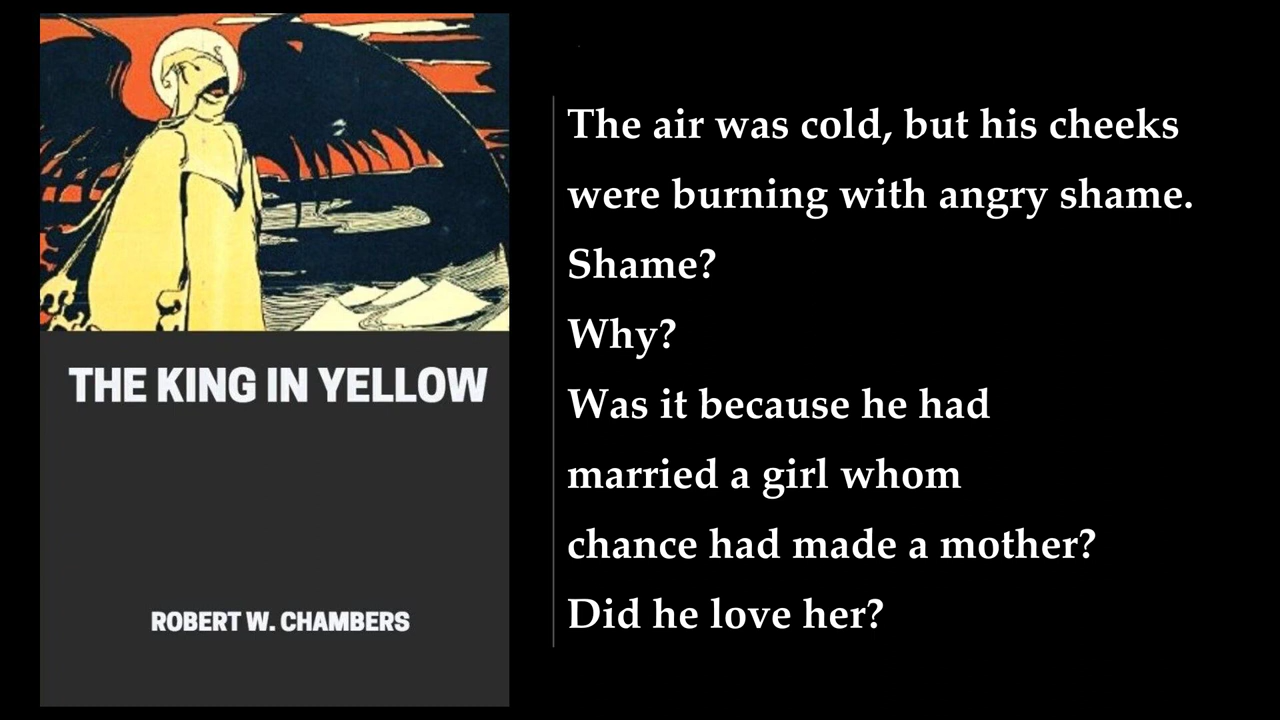 THE KING IN YELLOW
ROBERT W. CHAMBERS
The air was cold, but his cheeks
were burning with angry shame.
Shame?
Why?
Was it because he had
married a girl whom
chance had made a mother?
Did he love her?